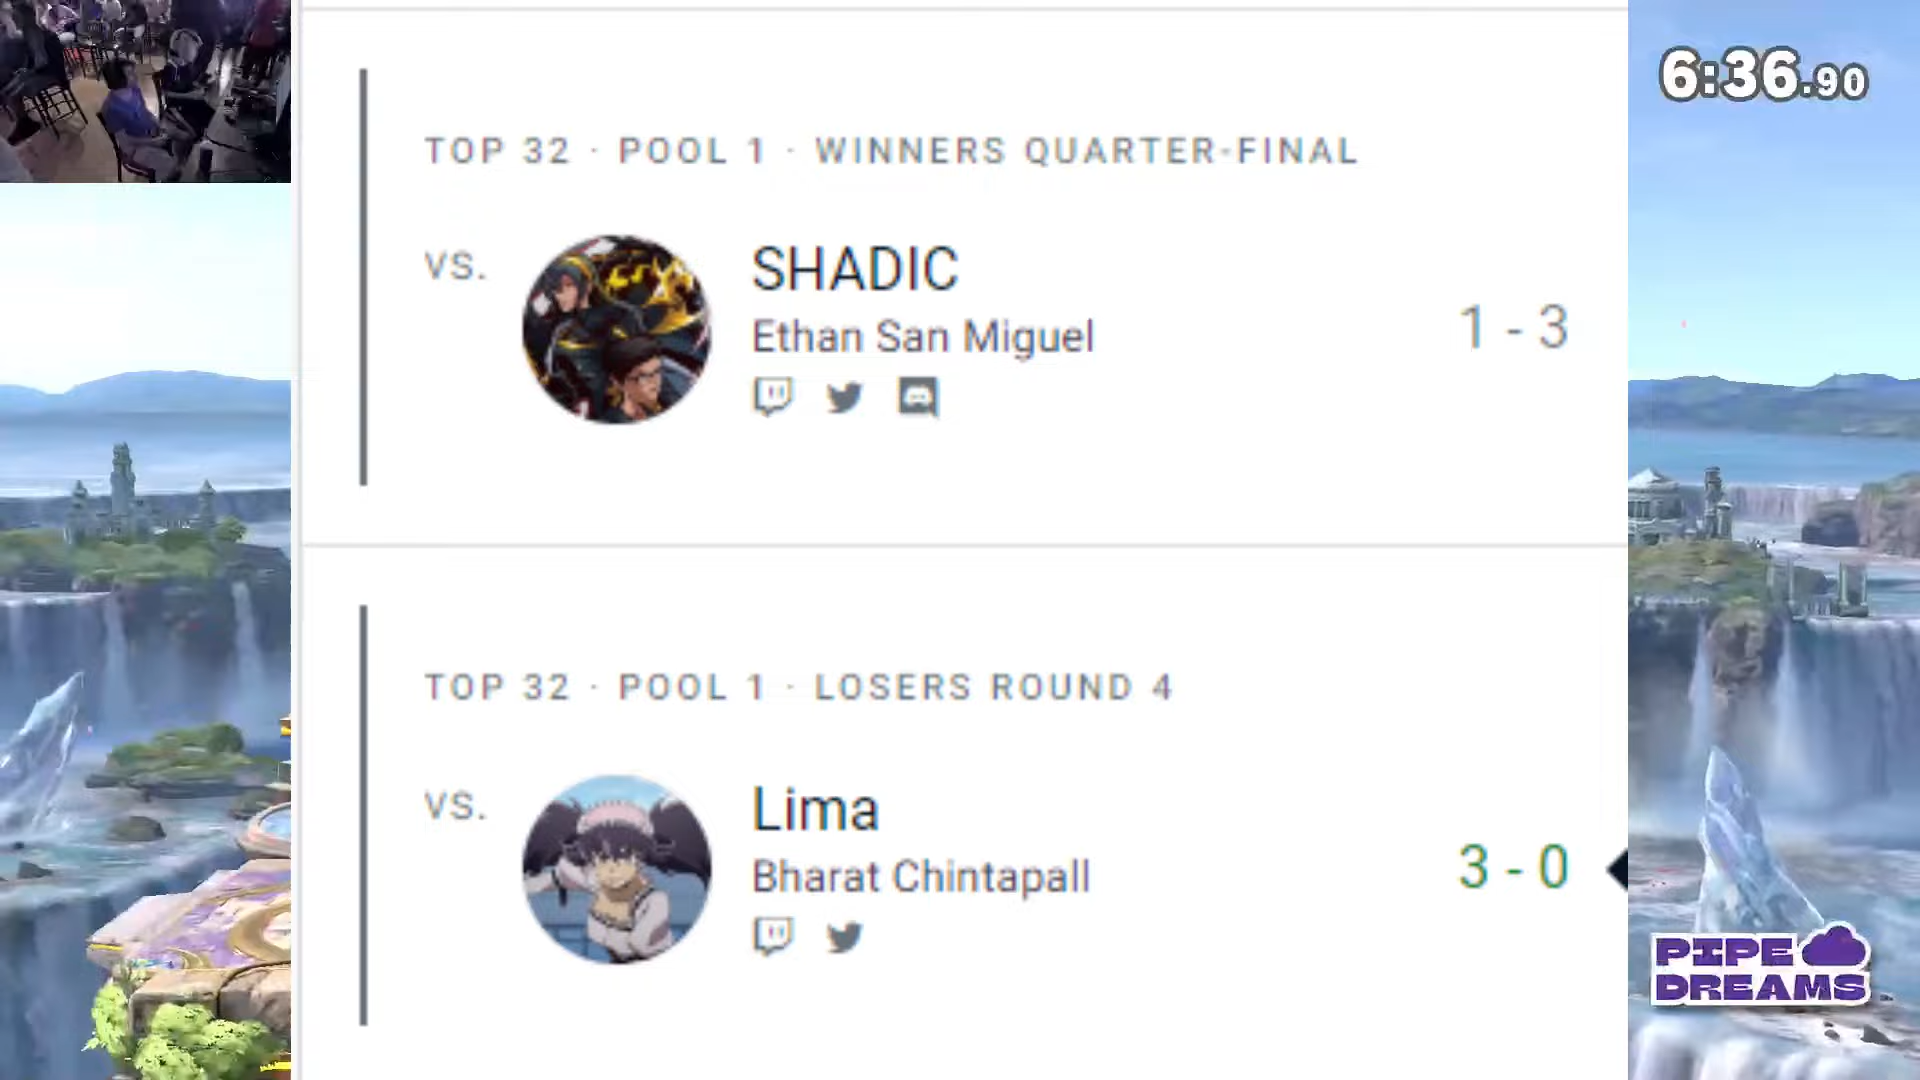 6:36.90
TOP 32 · POOL 1 · WINNERS QUARTER-FINAL
VS.
SHADIC
Ethan San Miguel
1 - 3
TOP 32 · POOL 1 · LOSERS ROUND 4
VS.
Lima
Bharat Chintapall
3 - 0
PIPE
DREAMS